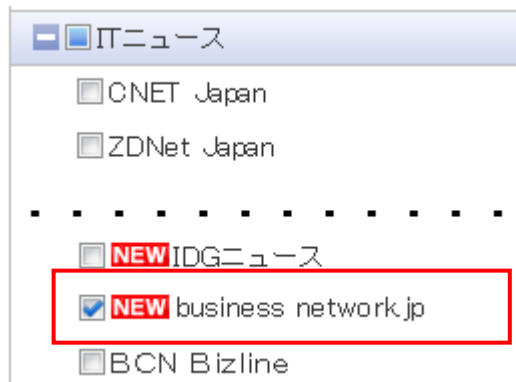 ITニュース
CNET Japan
ZDNet Japan
NEW IDGニュース
NEW business network.jp
BCN Bizline